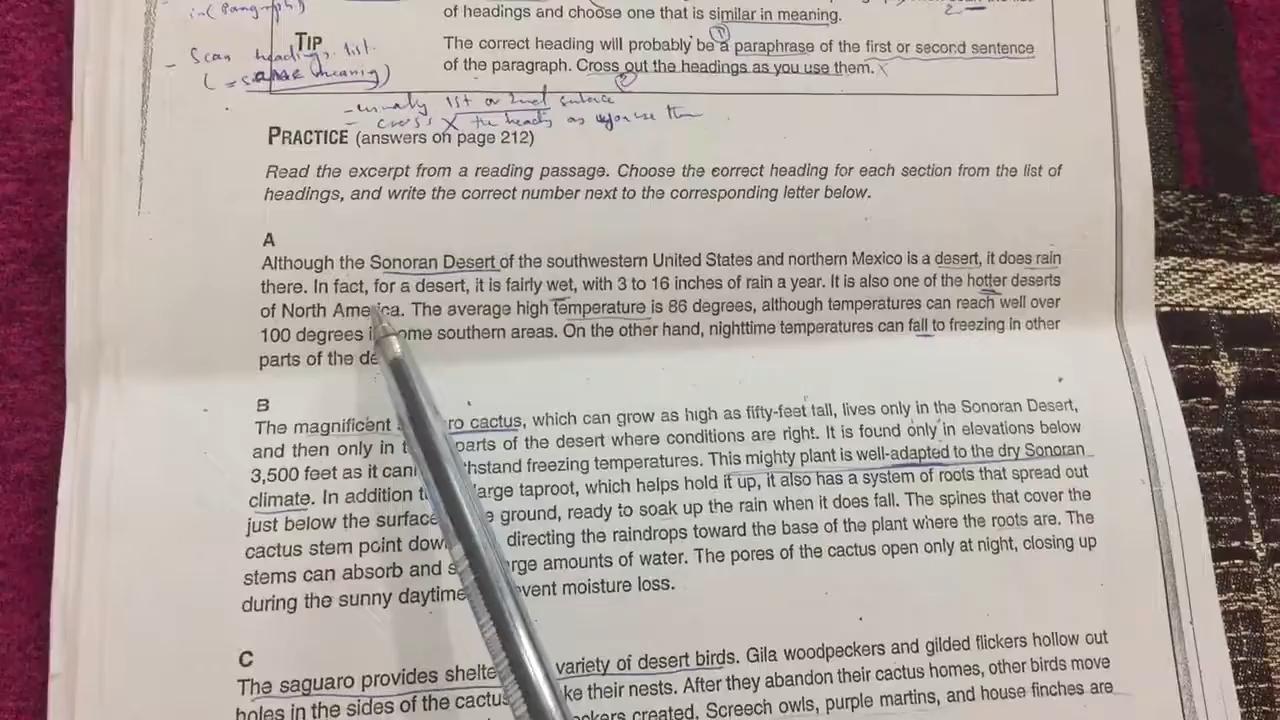 in (Paragraph)
of headings and choose one that is similar in meaning.
TIP
The correct heading will probably be a paraphrase of the first or second sentence
of the paragraph. Cross out the headings as you use them.
- Scan headings list.
meaning)
- usually 1st or 2nd
- cross X the as use
PRACTICE (answers on page 212)
Read the excerpt from a reading passage. Choose the correct heading for each section from the list of
headings, and write the correct number next to the corresponding letter below.
A
Although the Sonoran Desert of the southwestern United States and northern Mexico is a desert, it does rain
there. In fact, for a desert, it is fairly wet, with 3 to 16 inches of rain a year. It is also one of the hotter deserts
of North America. The average high temperature is 86 degrees, although temperatures can reach well over
100 degrees ome southern areas. On the other hand, nighttime temperatures can fall to freezing in other
parts of the de
B
The magnificent ro cactus, which can grow as high as fifty-feet tall, lives only in the Sonoran Desert,
and then only in parts of the desert where conditions are right. It is found only in elevations below
3,500 feet as it can hstand freezing temperatures. This mighty plant is well-adapted to the dry Sonoran
climate. In addition t large taproot, which helps hold it up, it also has a system of roots that spread out
just below the surface e ground, ready to soak up the rain when it does fall. The spines that cover the
cactus stem point dow directing the raindrops toward the base of the plant where the roots are. The
stems can absorb and s rge amounts of water. The pores of the cactus open only at night, closing up
during the sunny daytime event moisture loss.
C
The saguaro provides shelte variety of desert birds. Gila woodpeckers and gilded flickers hollow out
holes in the sides of the cactus ke their nests. After they abandon their cactus homes, other birds move
ckers created. Screech owls, purple martins, and house finches are